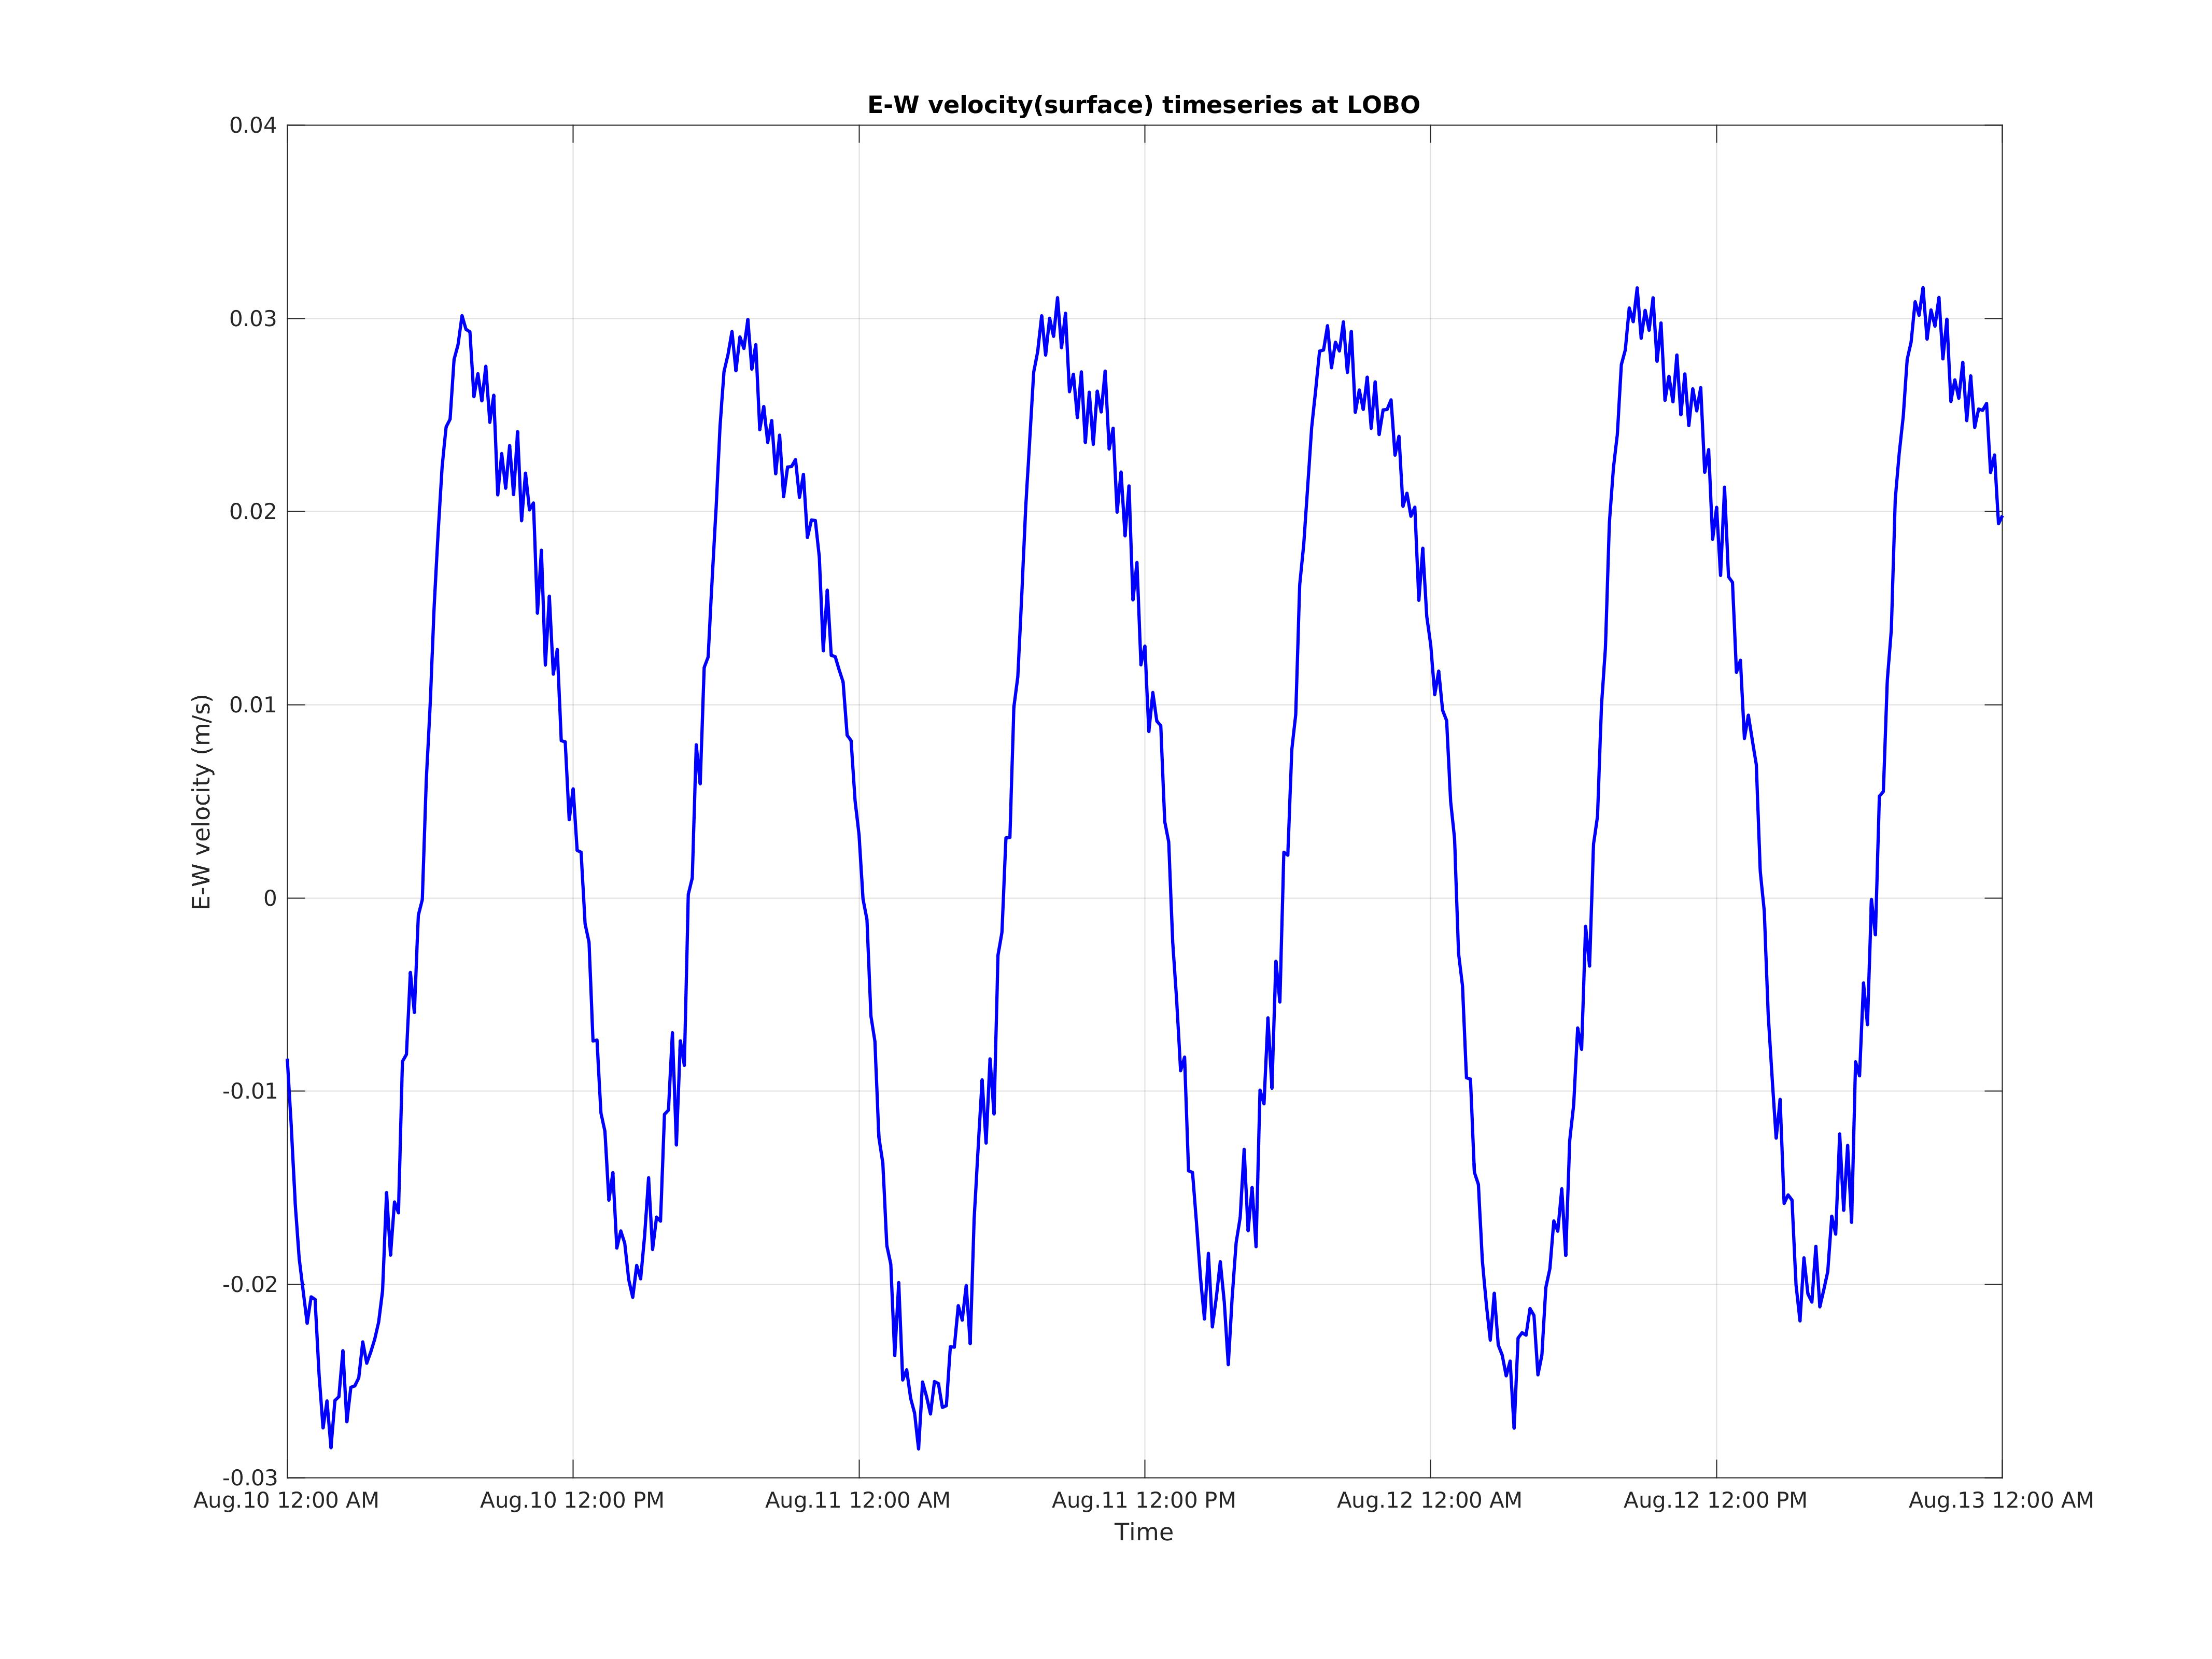 E-W velocity(surface) timeseries at LOBO
0.04
0.03
0.02
0.01
0
-0.01
-0.02
-0.03
E-W velocity (m/s)
Aug.10 12:00 AM Aug.10 12:00 PM Aug.11 12:00 AM Aug.11 12:00 PM Aug.12 12:00 AM Aug.12 12:00 PM Aug.13 12:00 AM
Time